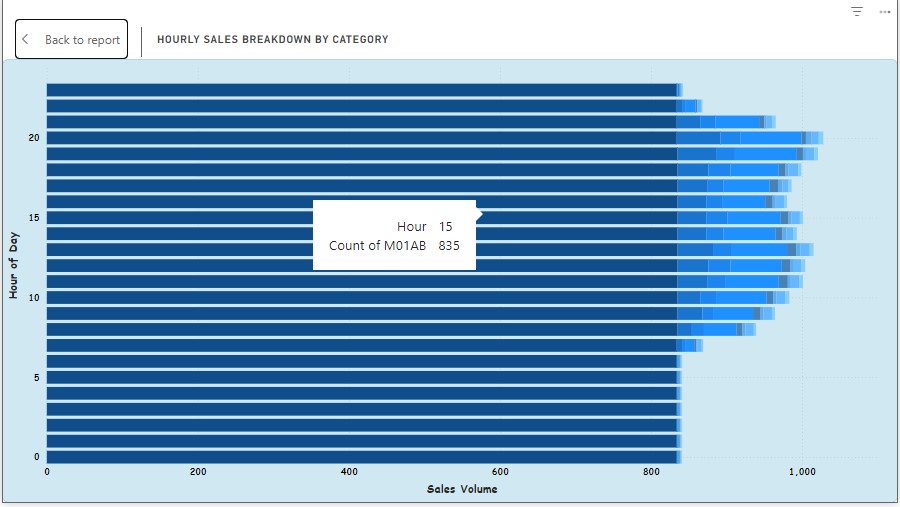 Back to report
HOURLY SALES BREAKDOWN BY CATEGORY
20
15
10
5
0
Hour of Day
Hour 15
Count of M01AB 835
0 200 400 600 800 1,000
Sales Volume